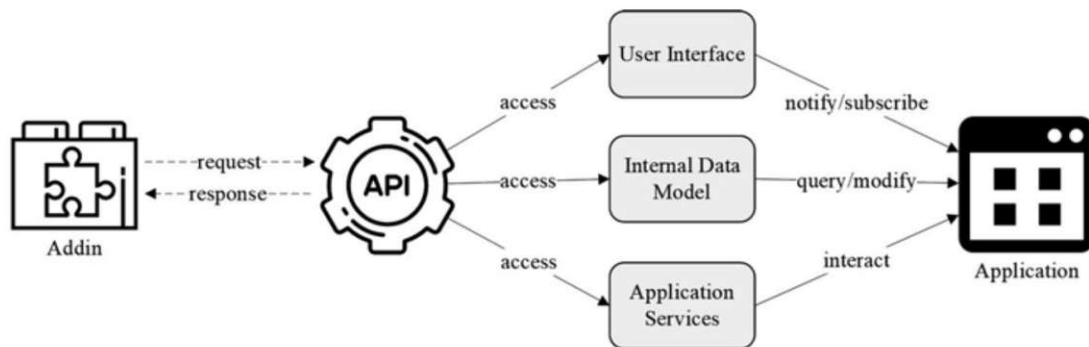 User Interface
access
notify/subscribe
request
response
API
access
Internal Data
Model
query/modify
Addin
access
Application
Services
interact
Application